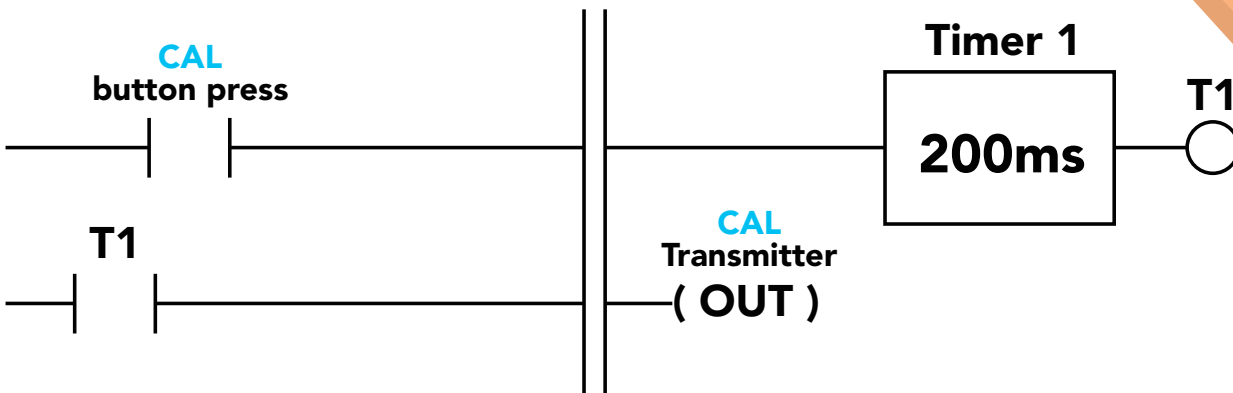 CAL
button press
Timer 1
T1
200ms
T1
CAL
Transmitter
( OUT )